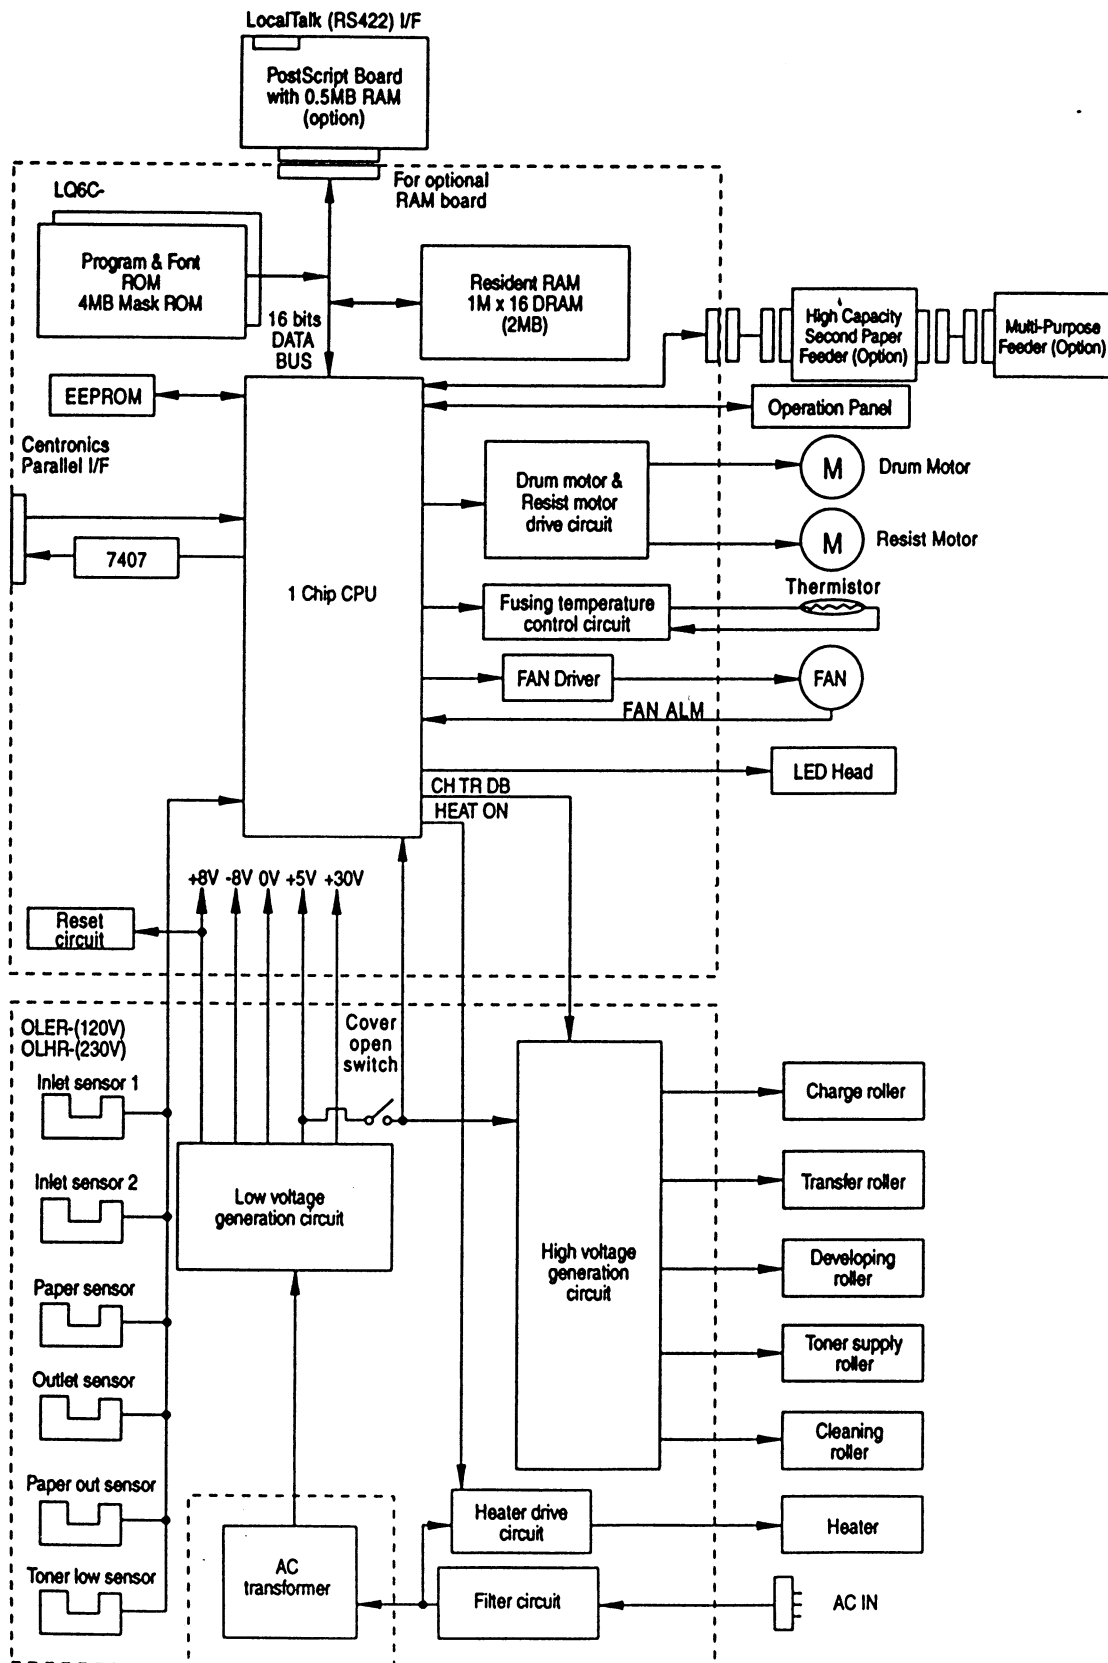 LocalTalk (RS422) I/F
PostScript Board
with 0.5MB RAM
(option)
For optional
RAM board
LQ6C-
Program & Font
ROM
4MB Mask ROM
Resident RAM
1M x 16 DRAM
(2MB)
16 bits
DATA
BUS
High Capacity
Second Paper
Feeder (Option)
Multi-Purpose
Feeder (Option)
EEPROM
Operation Panel
Centronics
Parallel I/F
Drum motor &
Resist motor
drive circuit
M
Drum Motor
M
Resist Motor
7407
1 Chip CPU
Thermistor
Fusing temperature
control circuit
FAN Driver
FAN
FAN ALM
LED Head
CH TR DB
HEAT ON
+8V -8V 0V +5V +30V
Reset
circuit
OLER-(120V)
OLHR-(230V)
Cover
open
switch
Inlet sensor 1
Charge roller
Inlet sensor 2
Transfer roller
Low voltage
generation circuit
High voltage
generation
circuit
Developing
roller
Paper sensor
Toner supply
roller
Outlet sensor
Cleaning
roller
Paper out sensor
Heater drive
circuit
Heater
AC
transformer
Toner low sensor
Filter circuit
AC IN